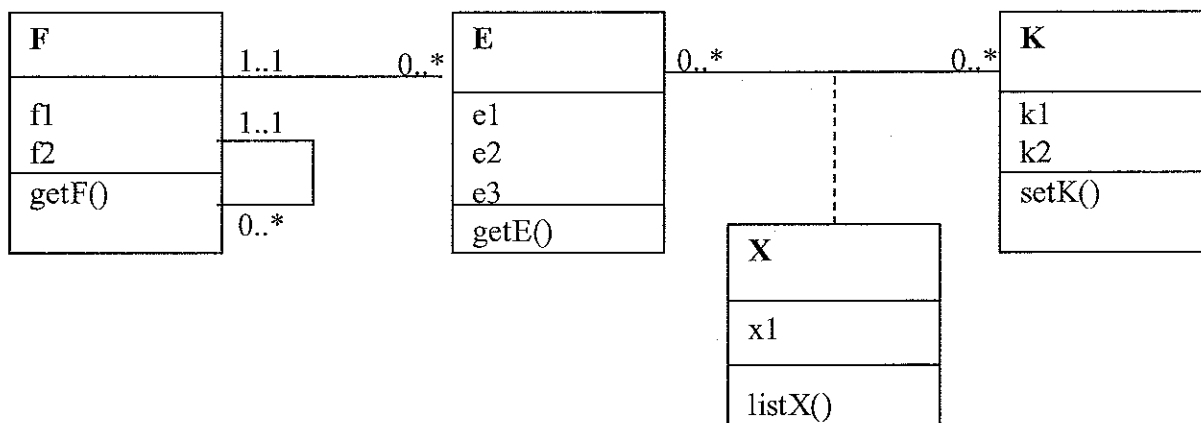 F
1..1
0..*
f1
f2
1..1
getF()
0..*
E
e1
e2
e3
getE()
0..*
0..*
K
k1
k2
setK()
X
x1
listX()